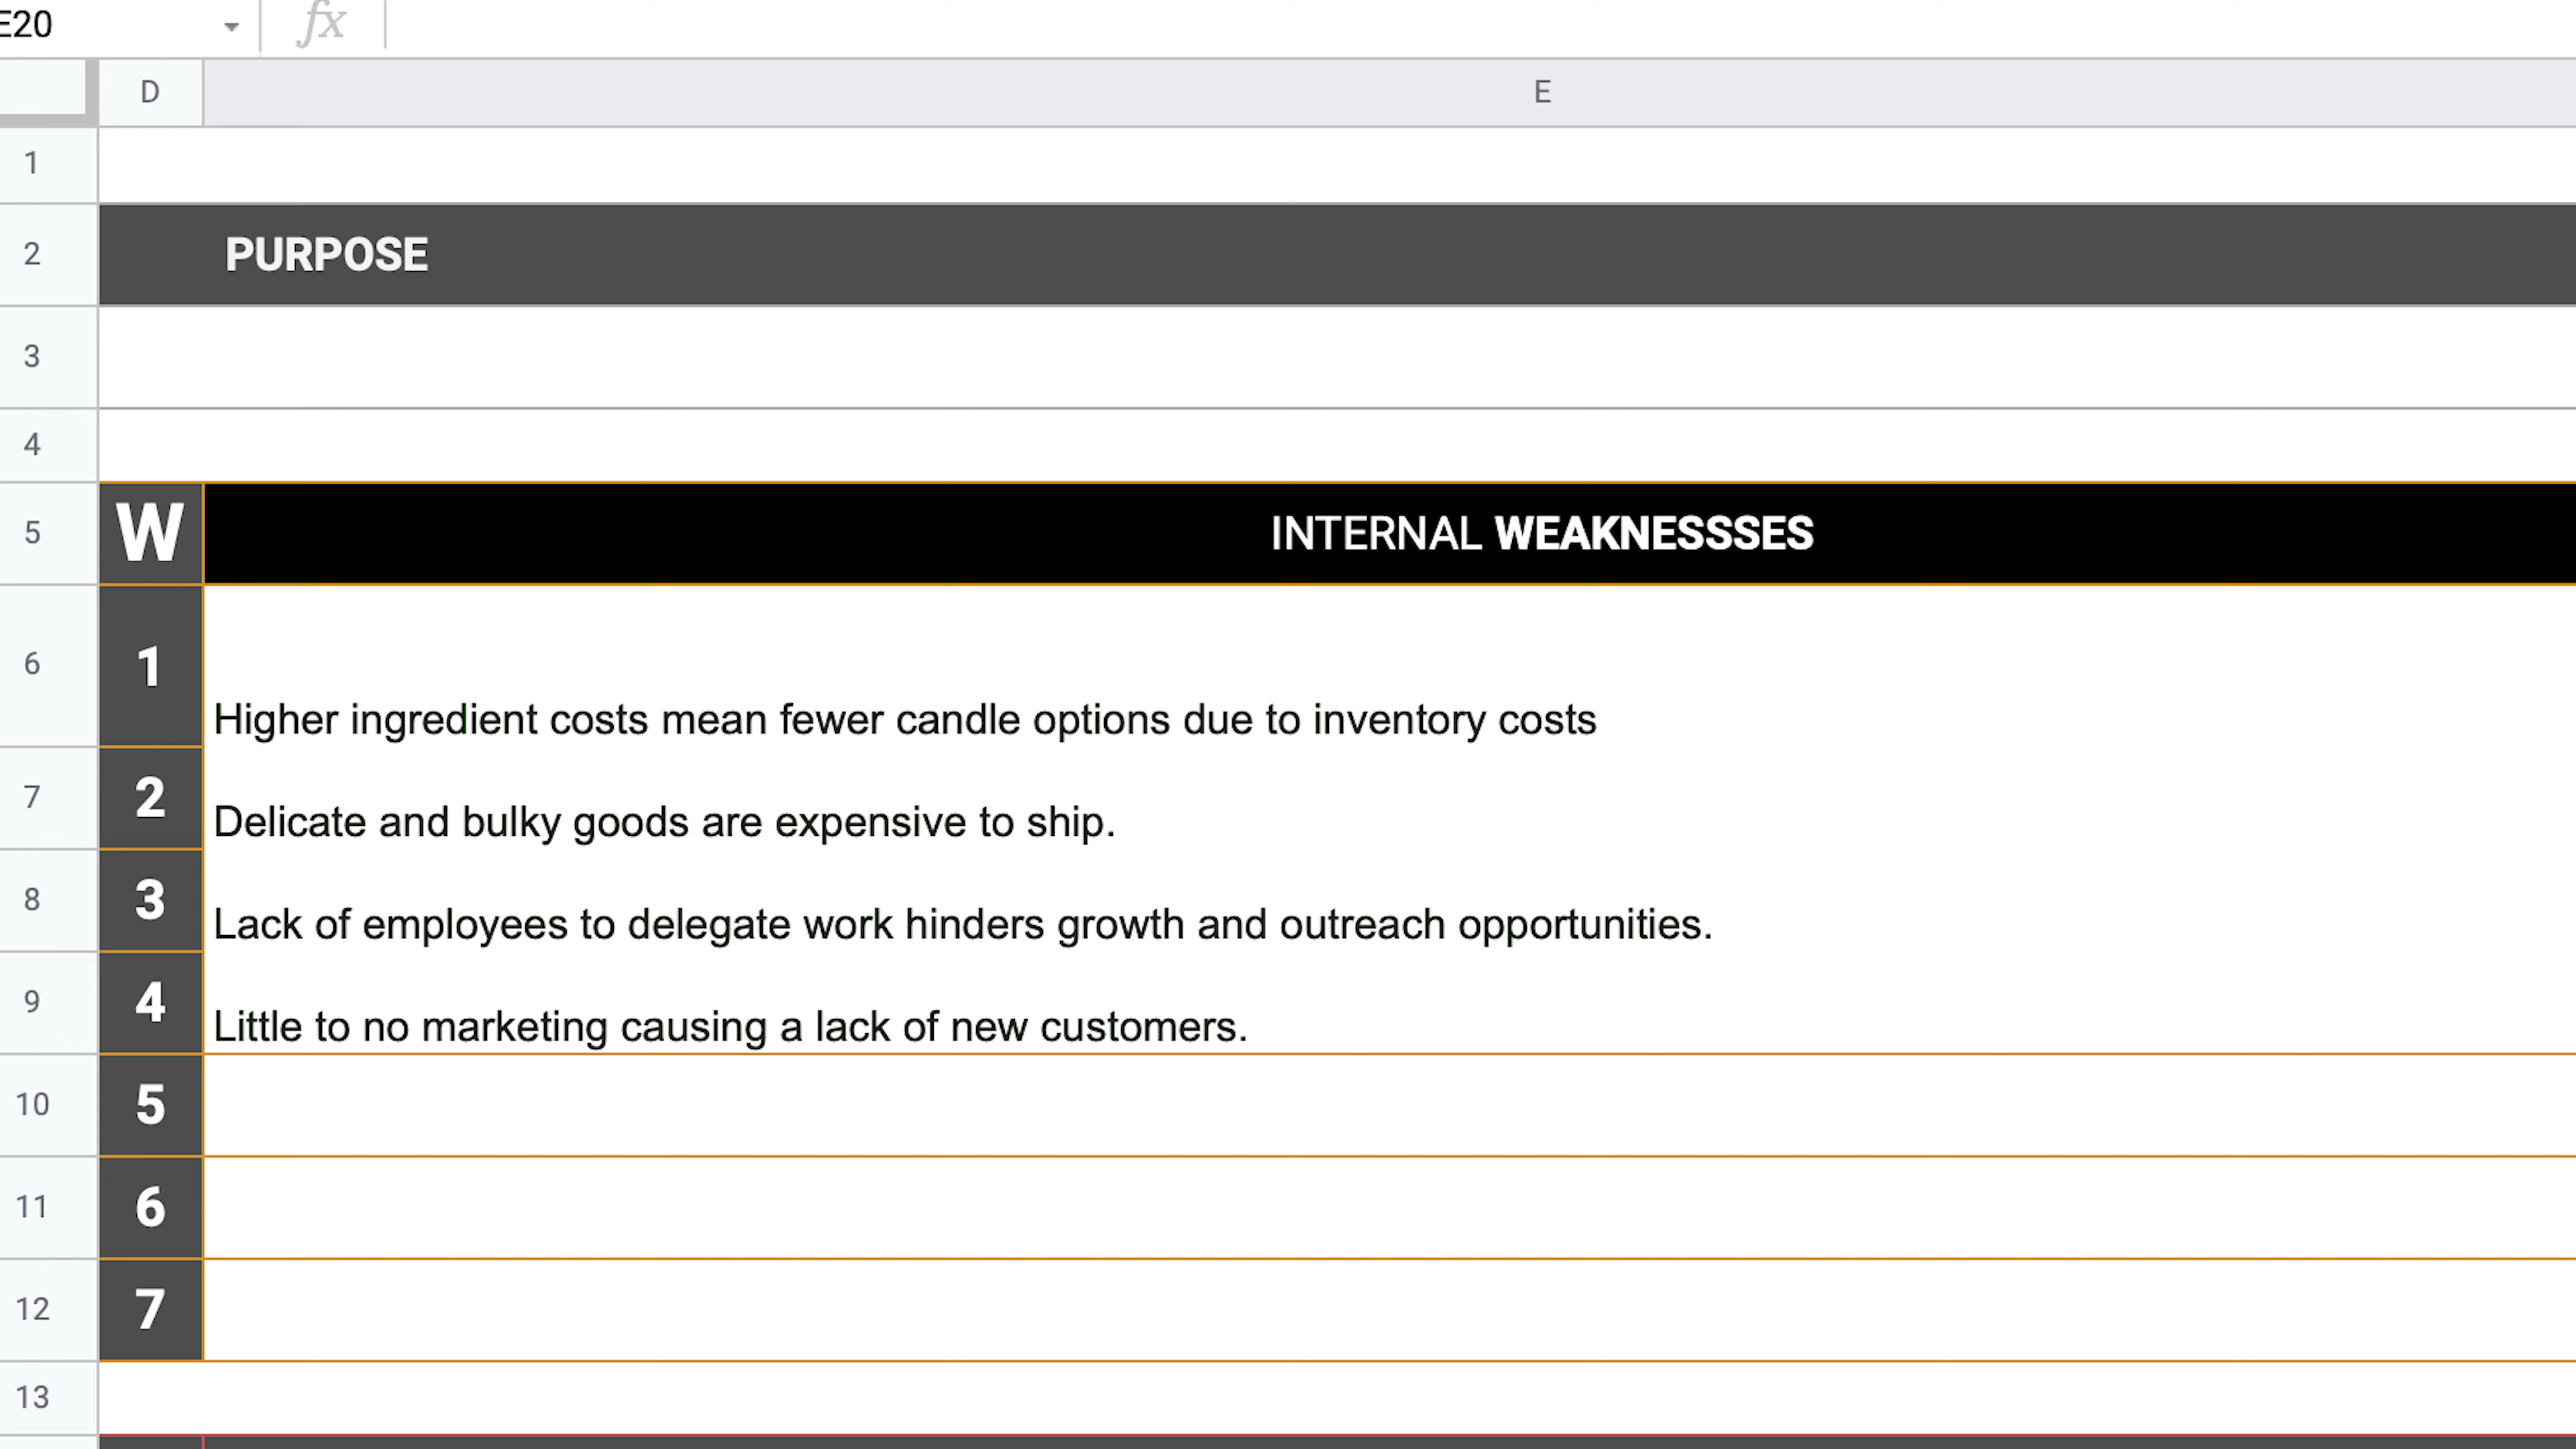 E20 fx
D E
1
2 PURPOSE
3
4
5 W INTERNAL WEAKNESSSES
6 1 Higher ingredient costs mean fewer candle options due to inventory costs
7 2 Delicate and bulky goods are expensive to ship.
8 3 Lack of employees to delegate work hinders growth and outreach opportunities.
9 4 Little to no marketing causing a lack of new customers.
10 5
11 6
12 7
13